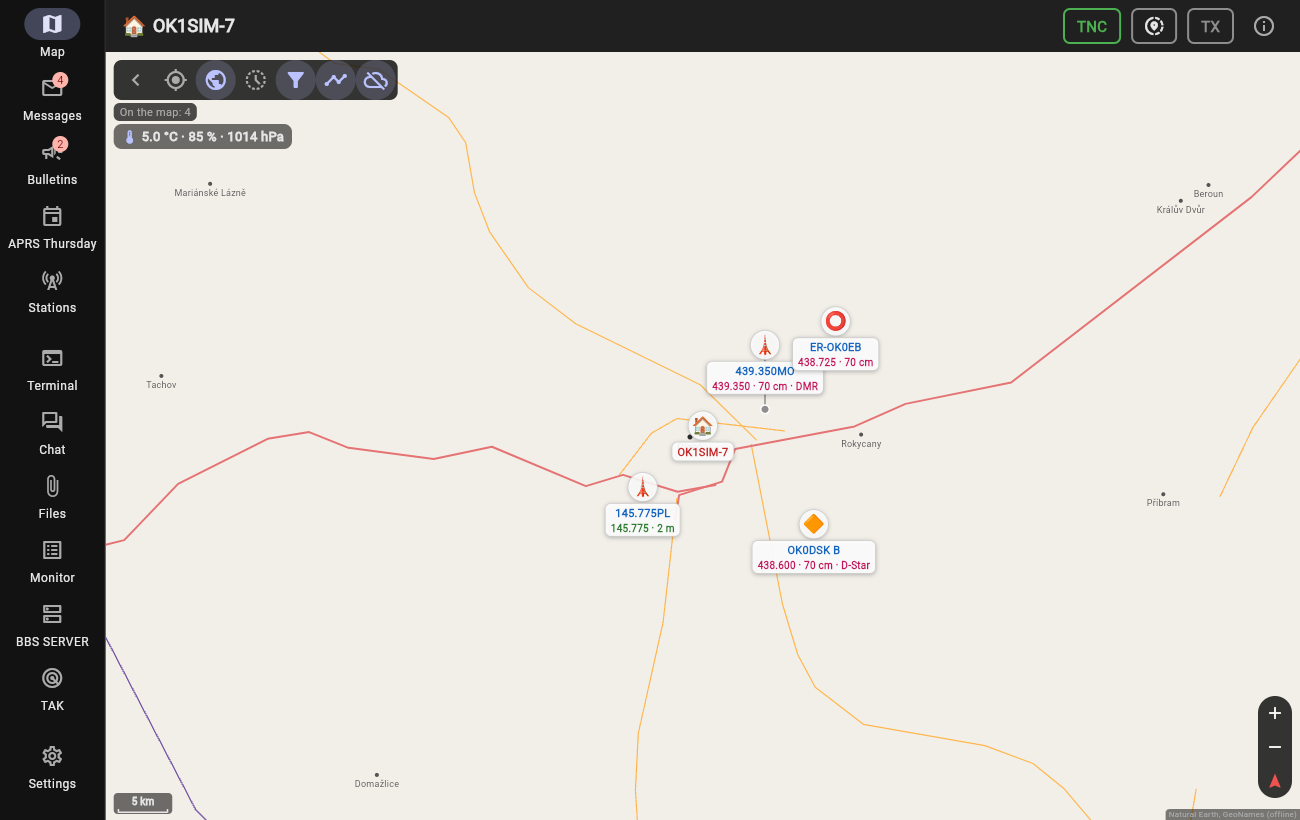 OK1SIM-7
TNC
TX
Map
4
Messages
2
Bulletins
APRS Thursday
Stations
Terminal
Chat
Files
Monitor
BBS SERVER
TAK
Settings
On the map: 4
5.0 °C · 85 % · 1014 hPa
Mariánské Lázně
Beroun
Králův Dvůr
ER-OK0EB
438.725 · 70 cm
439.350MO
439.350 · 70 cm · DMR
Tachov
Rokycany
OK1SIM-7
Příbram
145.775PL
145.775 · 2 m
OK0DSK B
438.600 · 70 cm · D-Star
Domažlice
5 km
Natural Earth, GeoNames (offline)